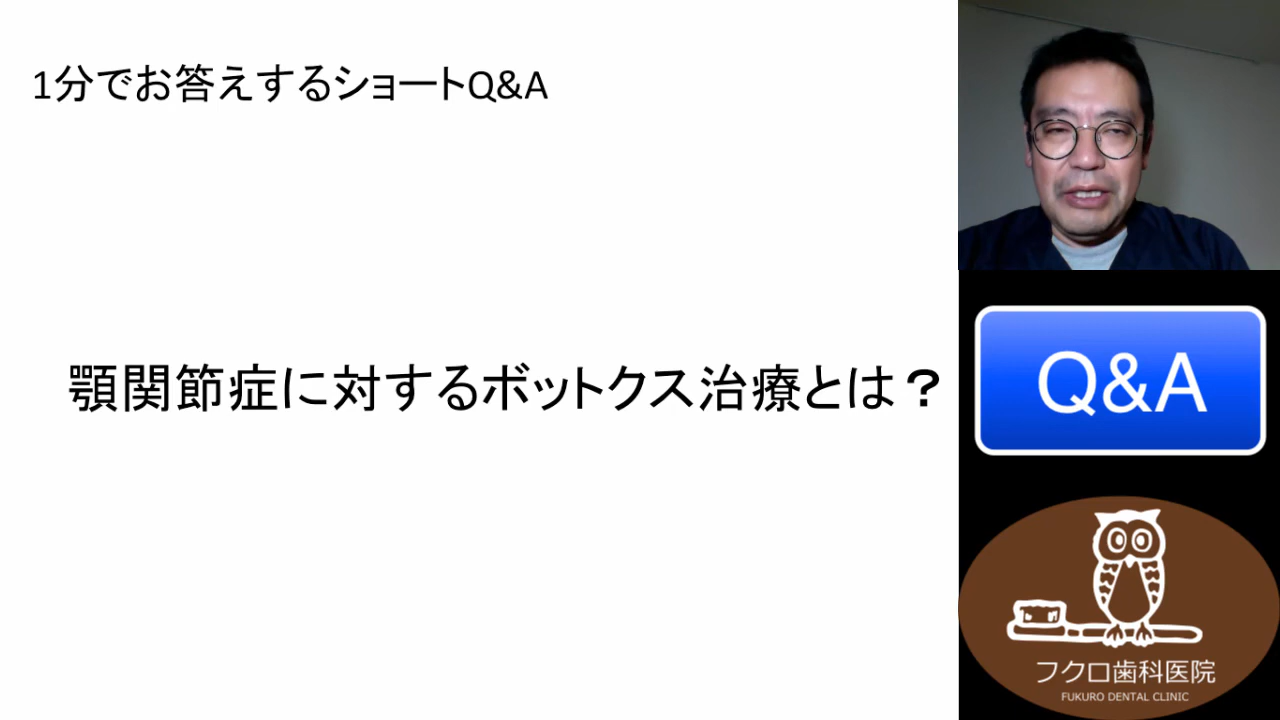 1分でお答えするショートQ&A
顎関節症に対するボットクス治療とは？
Q&A
フクロ歯科医院
FUKURO DENTAL CLINIC